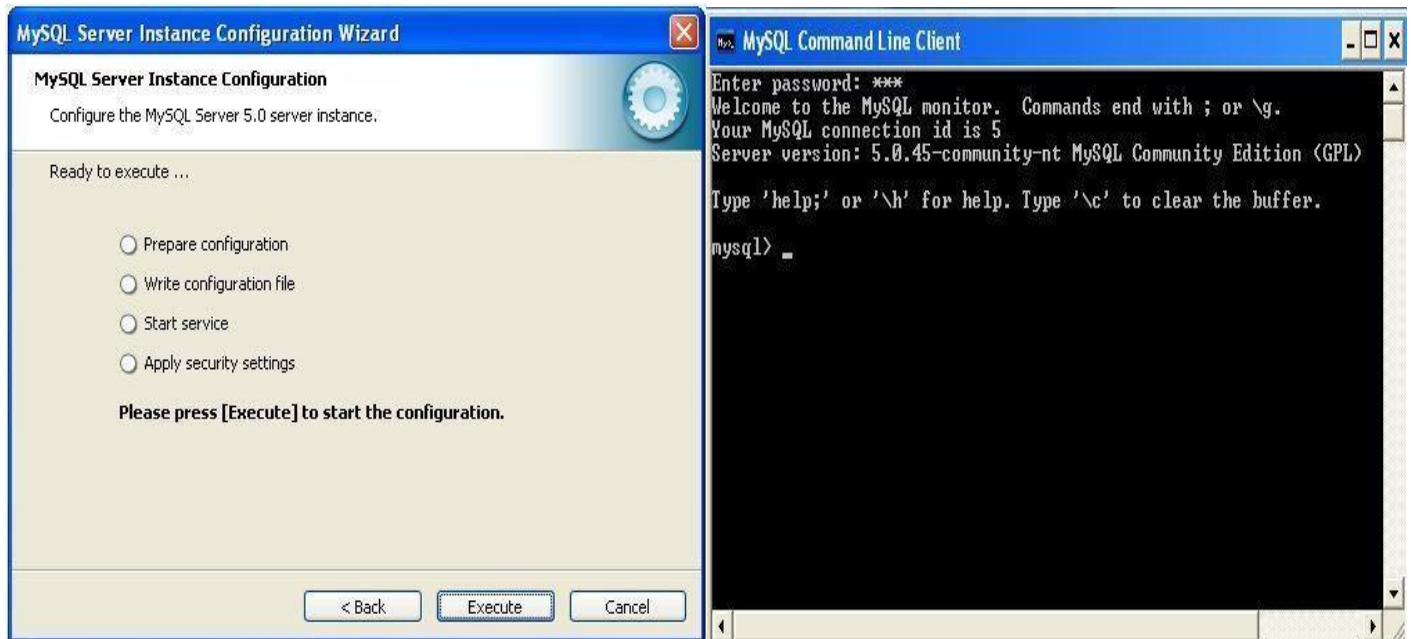 MySQL Server Instance Configuration Wizard
MySQL Server Instance Configuration
Configure the MySQL Server 5.0 server instance.
Ready to execute ...
Prepare configuration
Write configuration file
Start service
Apply security settings
Please press [Execute] to start the configuration.
< Back
Execute
Cancel
MySQL Command Line Client
Enter password: ***
Welcome to the MySQL monitor.  Commands end with ; or \g.
Your MySQL connection id is 5
Server version: 5.0.45-community-nt MySQL Community Edition (GPL)
Type 'help;' or '\h' for help. Type '\c' to clear the buffer.
mysql> _